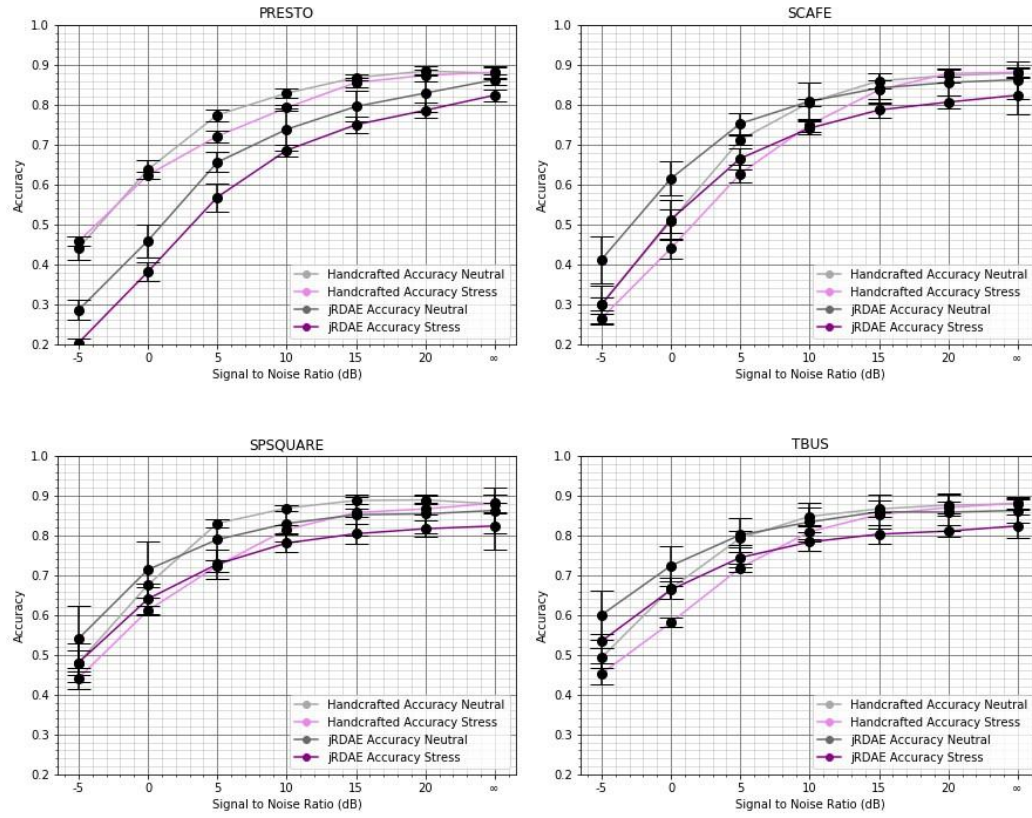 PRESTO
1.0
0.9
0.8
0.7
0.6
0.5
0.4
0.3
0.2
Accuracy
Handcrafted Accuracy Neutral
Handcrafted Accuracy Stress
jRDAE Accuracy Neutral
jRDAE Accuracy Stress
-5 0 5 10 15 20 ∞
Signal to Noise Ratio (dB)
SCAFE
1.0
0.9
0.8
0.7
0.6
0.5
0.4
0.3
0.2
Accuracy
Handcrafted Accuracy Neutral
Handcrafted Accuracy Stress
jRDAE Accuracy Neutral
jRDAE Accuracy Stress
-5 0 5 10 15 20 ∞
Signal to Noise Ratio (dB)
SPSQUARE
1.0
0.9
0.8
0.7
0.6
0.5
0.4
0.3
0.2
Accuracy
Handcrafted Accuracy Neutral
Handcrafted Accuracy Stress
jRDAE Accuracy Neutral
jRDAE Accuracy Stress
-5 0 5 10 15 20 ∞
Signal to Noise Ratio (dB)
TBUS
1.0
0.9
0.8
0.7
0.6
0.5
0.4
0.3
0.2
Accuracy
Handcrafted Accuracy Neutral
Handcrafted Accuracy Stress
jRDAE Accuracy Neutral
jRDAE Accuracy Stress
-5 0 5 10 15 20 ∞
Signal to Noise Ratio (dB)